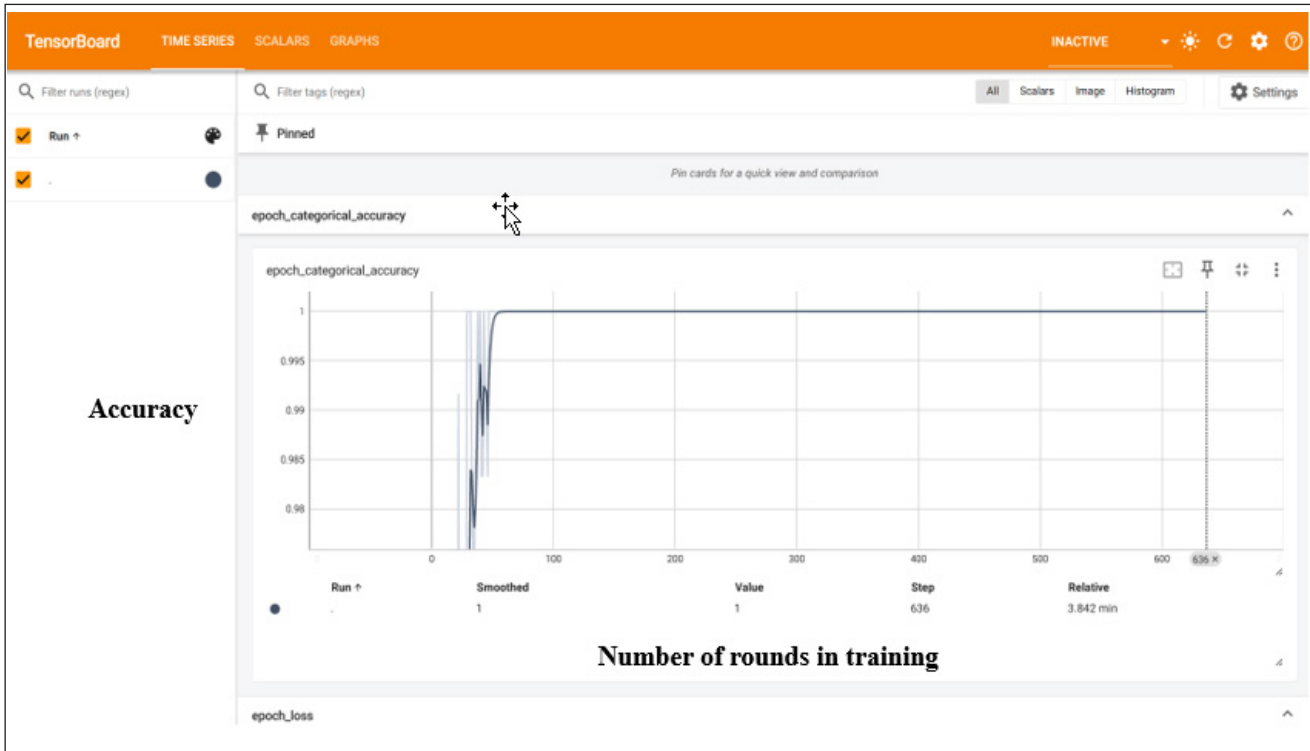 TensorBoard TIME SERIES SCALARS GRAPHS INACTIVE
Filter runs (regex) Filter tags (regex) All Scalars Image Histogram Settings
Run ↑ Pinned
. Pin cards for a quick view and comparison
epoch_categorical_accuracy
epoch_categorical_accuracy
1
0.995
Accuracy 0.99
0.985
0.98
0 100 200 300 400 500 600 636 ×
Run ↑ Smoothed Value Step Relative
. 1 1 636 3.842 min
Number of rounds in training
epoch_loss